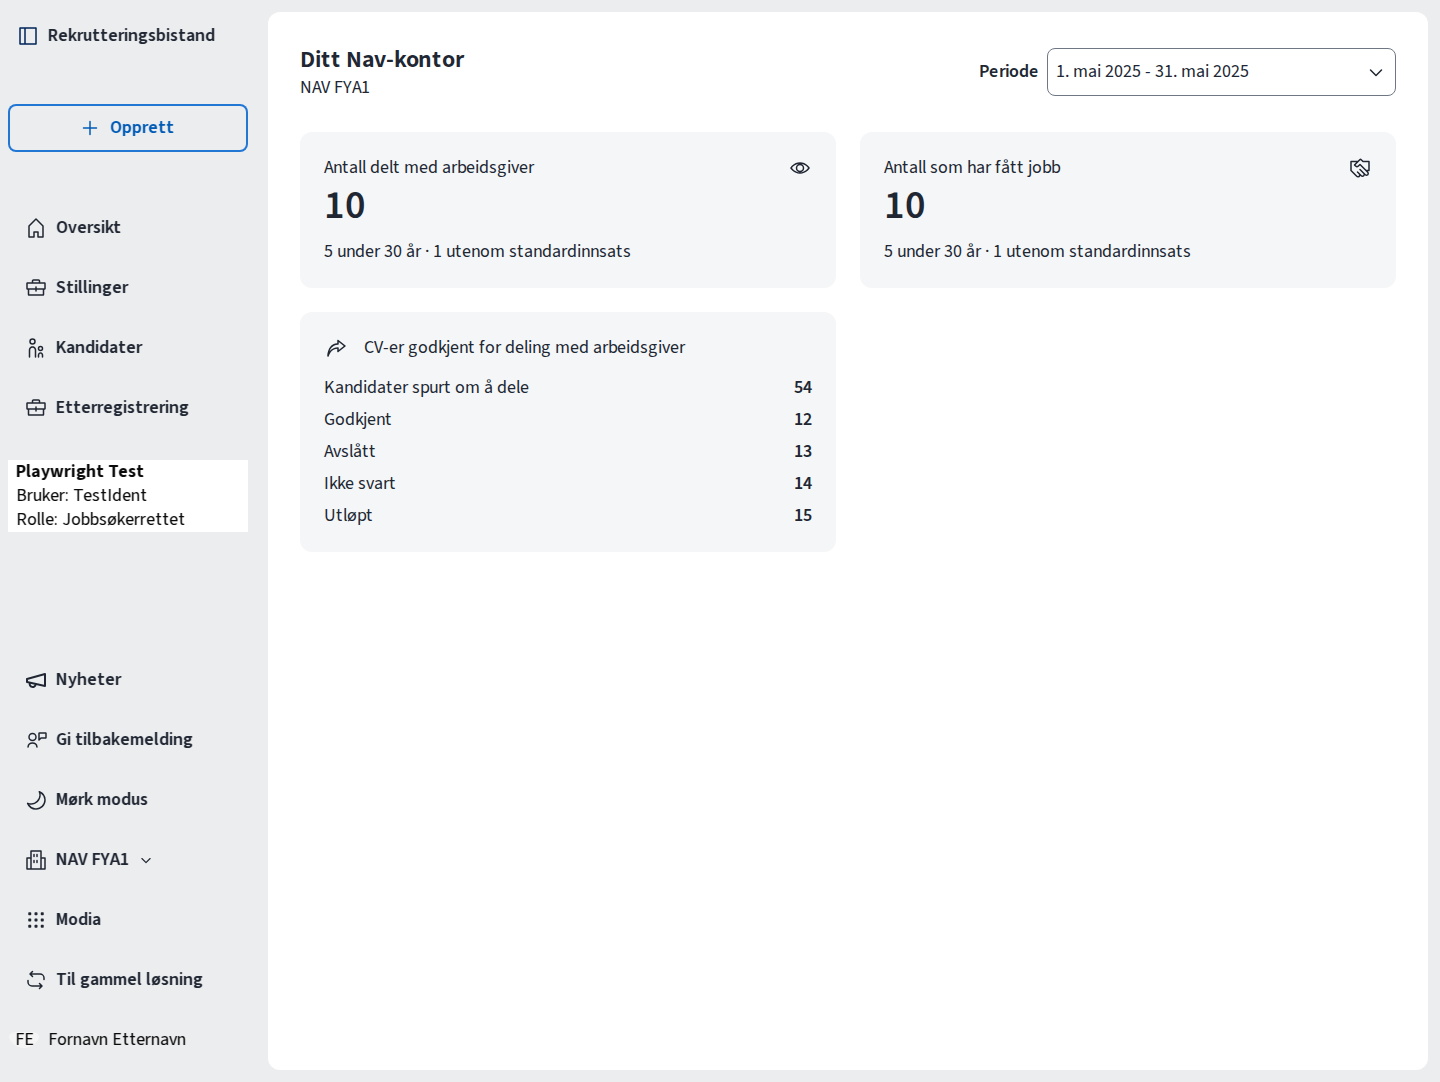 Rekrutteringsbistand
Opprett
Oversikt
Stillinger
Kandidater
Etterregistrering
Playwright Test
Bruker: TestIdent
Rolle: Jobbsøkerrettet
Nyheter
Gi tilbakemelding
Mørk modus
NAV FYA1
Modia
Til gammel løsning
FE Fornavn Etternavn
Ditt Nav-kontor
NAV FYA1
Periode 1. mai 2025 - 31. mai 2025
Antall delt med arbeidsgiver
10
5 under 30 år · 1 utenom standardinnsats
Antall som har fått jobb
10
5 under 30 år · 1 utenom standardinnsats
CV-er godkjent for deling med arbeidsgiver
Kandidater spurt om å dele 54
Godkjent 12
Avslått 13
Ikke svart 14
Utløpt 15